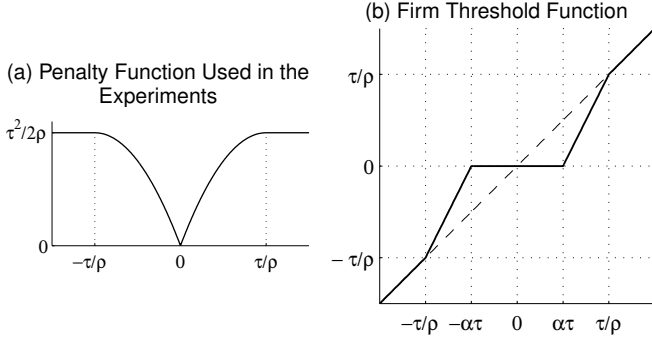 (a) Penalty Function Used in the
Experiments
τ²/2ρ
0
−τ/ρ
0
τ/ρ
(b) Firm Threshold Function
τ/ρ
0
− τ/ρ
−τ/ρ
−ατ
0
ατ
τ/ρ